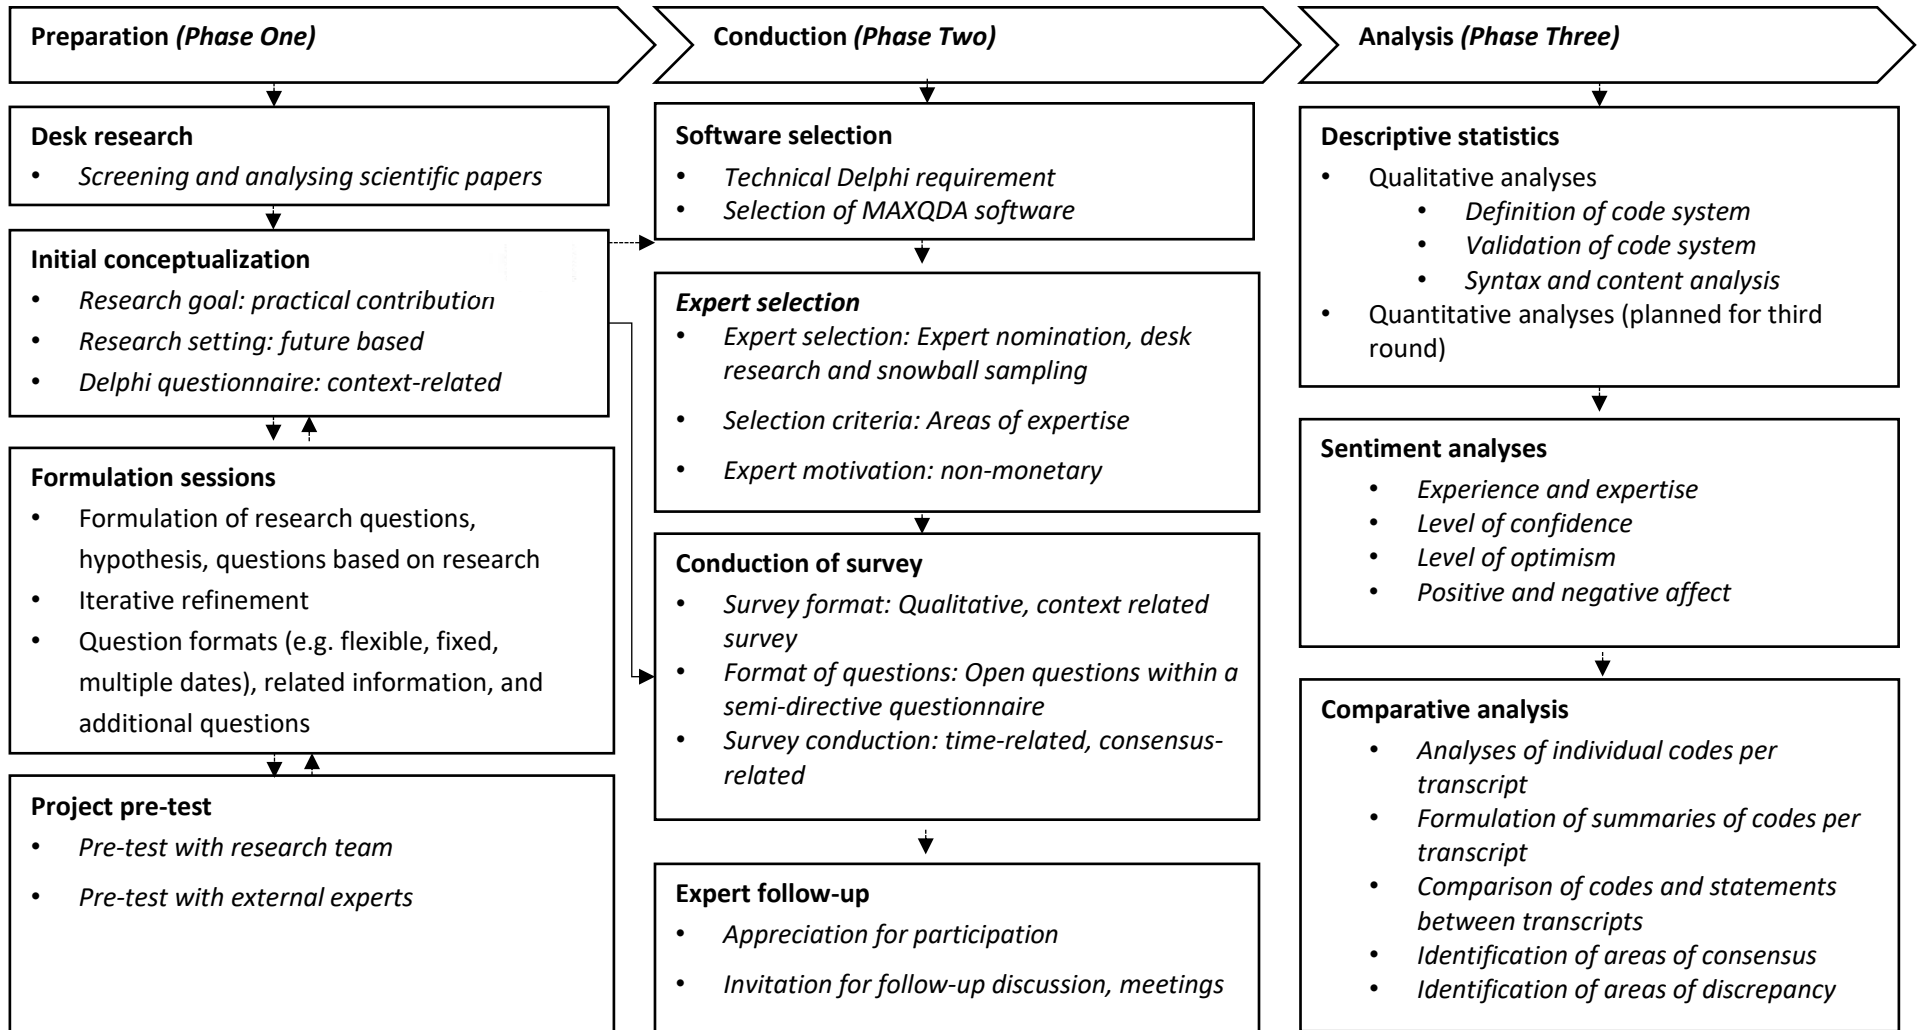 Preparation (Phase One)
Conduction (Phase Two)
Analysis (Phase Three)
Desk research
• Screening and analysing scientific papers
Initial conceptualization
• Research goal: practical contribution
• Research setting: future based
• Delphi questionnaire: context-related
Formulation sessions
• Formulation of research questions,
hypothesis, questions based on research
• Iterative refinement
• Question formats (e.g. flexible, fixed,
multiple dates), related information, and
additional questions
Project pre-test
• Pre-test with research team
• Pre-test with external experts
Software selection
• Technical Delphi requirement
• Selection of MAXQDA software
Expert selection
• Expert selection: Expert nomination, desk
research and snowball sampling
• Selection criteria: Areas of expertise
• Expert motivation: non-monetary
Conduction of survey
• Survey format: Qualitative, context related
survey
• Format of questions: Open questions within a
semi-directive questionnaire
• Survey conduction: time-related, consensus-
related
Expert follow-up
• Appreciation for participation
• Invitation for follow-up discussion, meetings
Descriptive statistics
• Qualitative analyses
• Definition of code system
• Validation of code system
• Syntax and content analysis
• Quantitative analyses (planned for third
round)
Sentiment analyses
• Experience and expertise
• Level of confidence
• Level of optimism
• Positive and negative affect
Comparative analysis
• Analyses of individual codes per
transcript
• Formulation of summaries of codes per
transcript
• Comparison of codes and statements
between transcripts
• Identification of areas of consensus
• Identification of areas of discrepancy